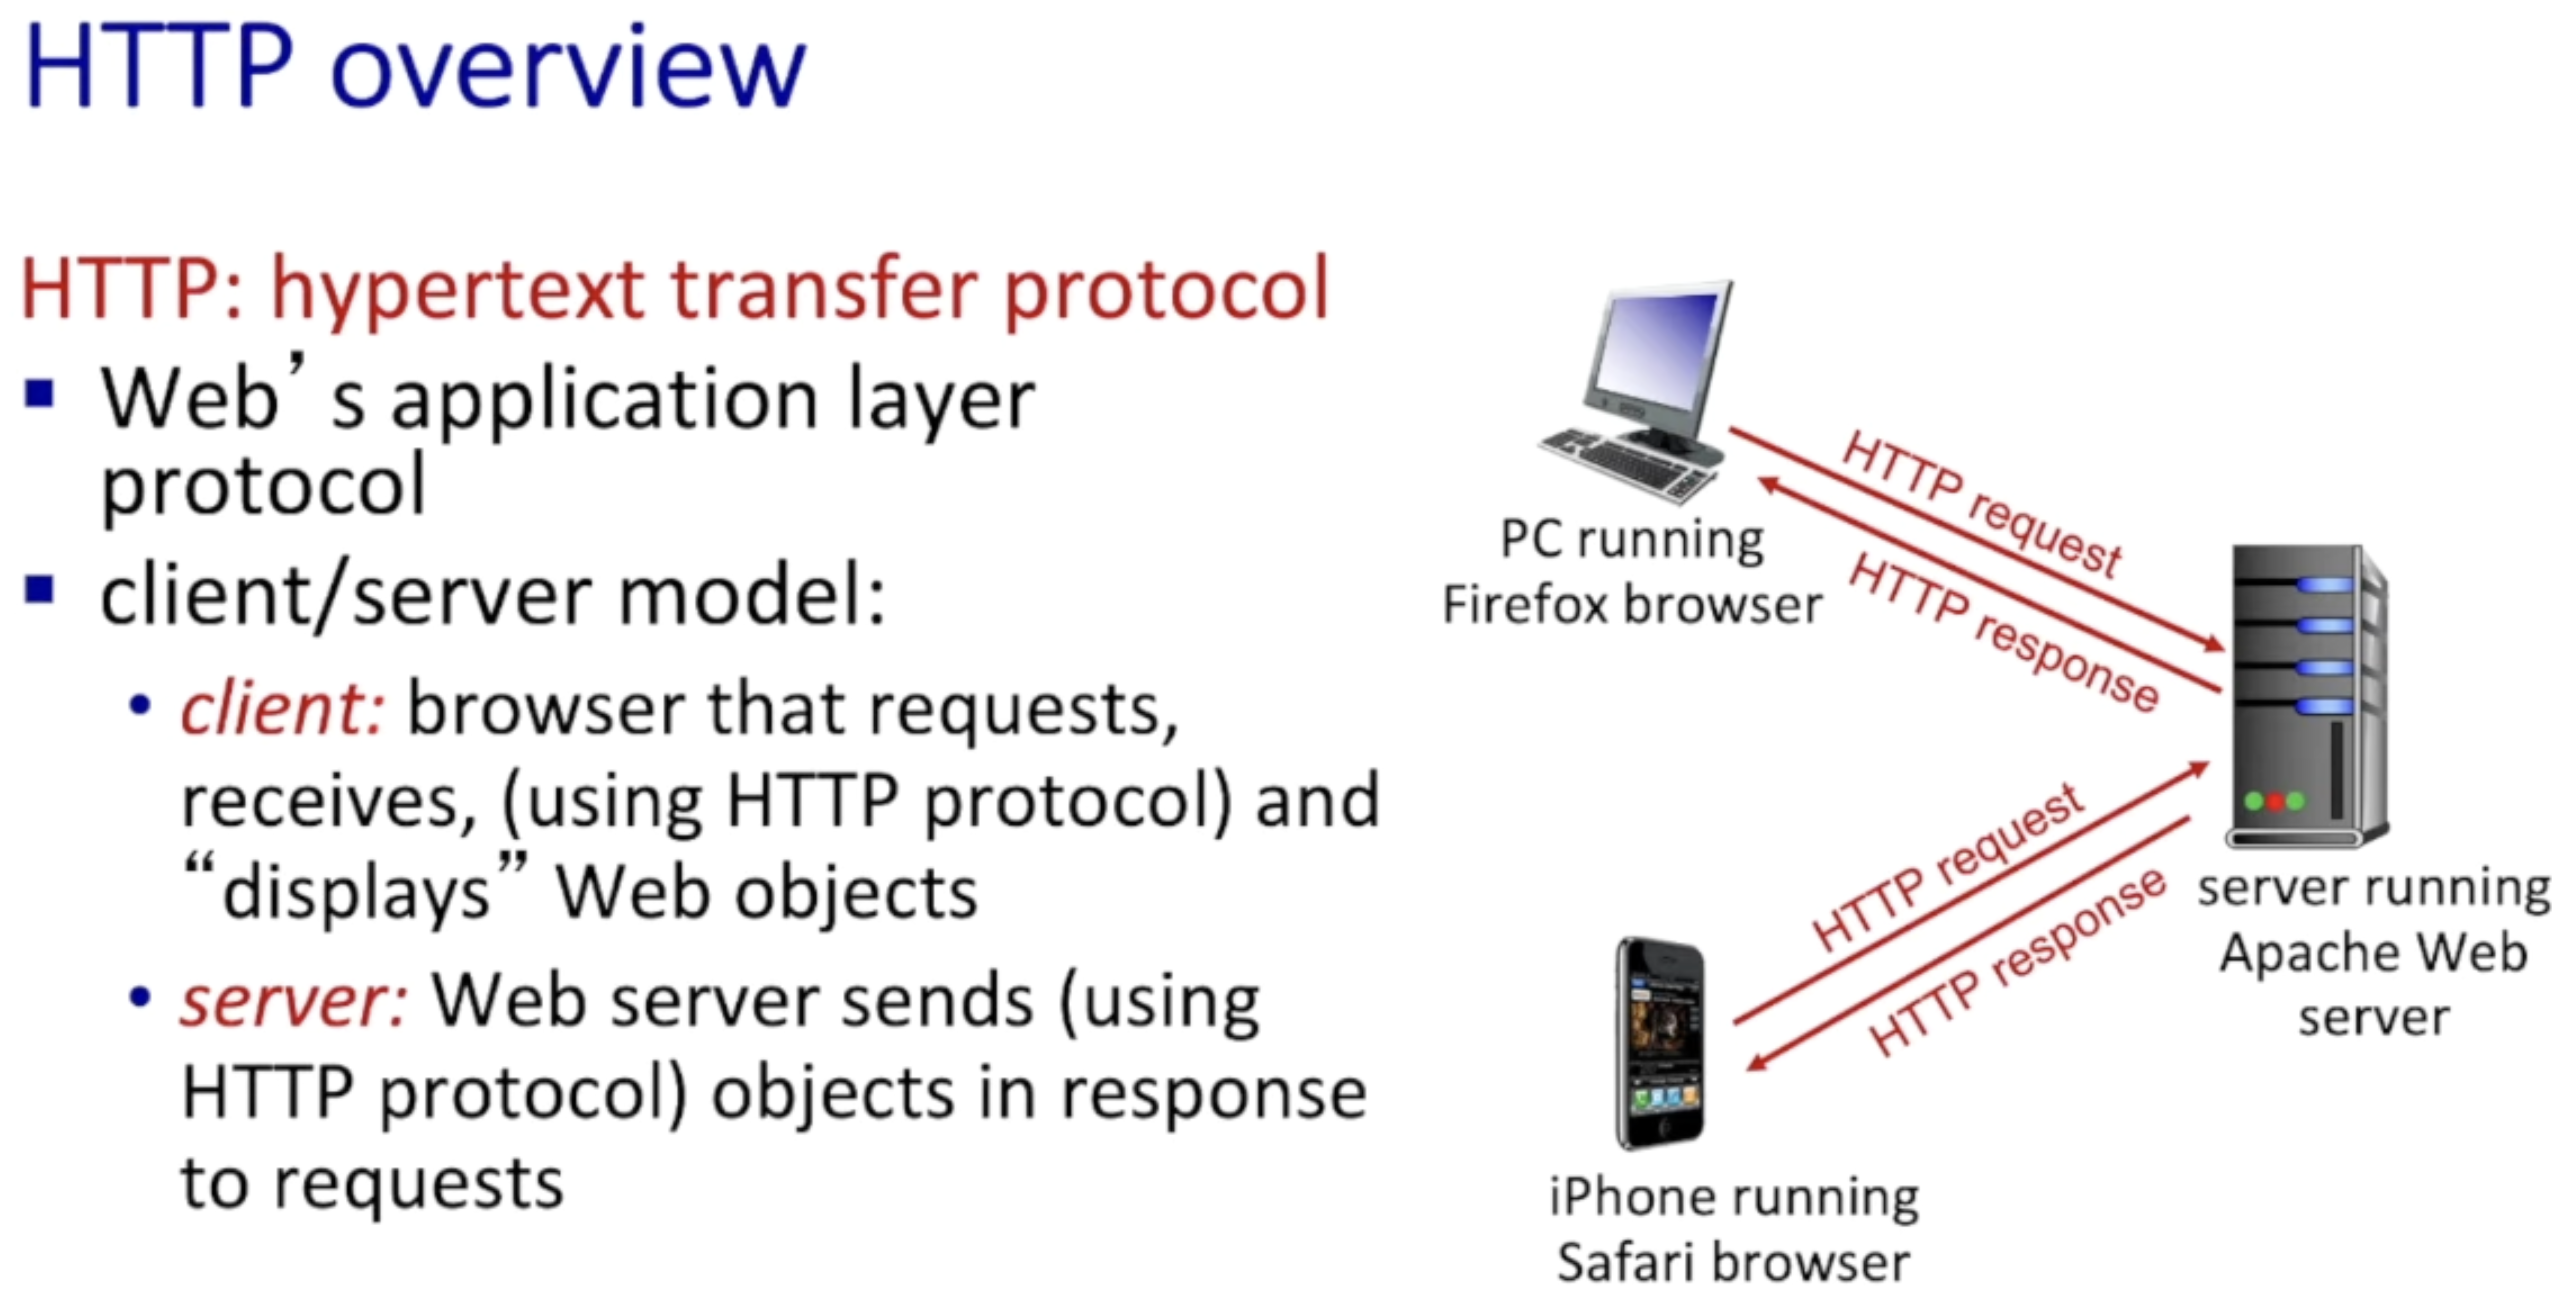 HTTP overview
HTTP: hypertext transfer protocol
▪ Web’s application layer
protocol
▪ client/server model:
• client: browser that requests,
receives, (using HTTP protocol) and
“displays” Web objects
• server: Web server sends (using
HTTP protocol) objects in response
to requests
PC running
Firefox browser
HTTP request
HTTP response
server running
Apache Web
server
HTTP request
HTTP response
iPhone running
Safari browser